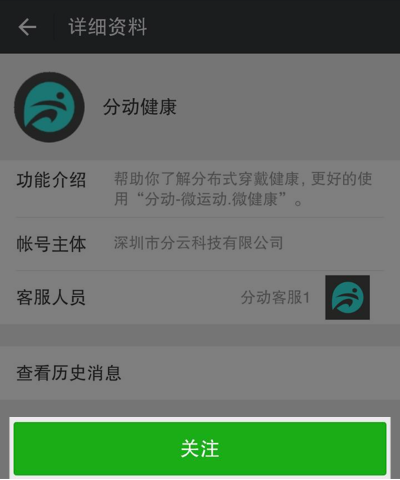 详细资料
分动健康
功能介绍 帮助你了解分布式穿戴健康，更好的使
用“分动-微运动.微健康”。
帐号主体 深圳市分云科技有限公司
客服人员 分动客服1
查看历史消息
关注